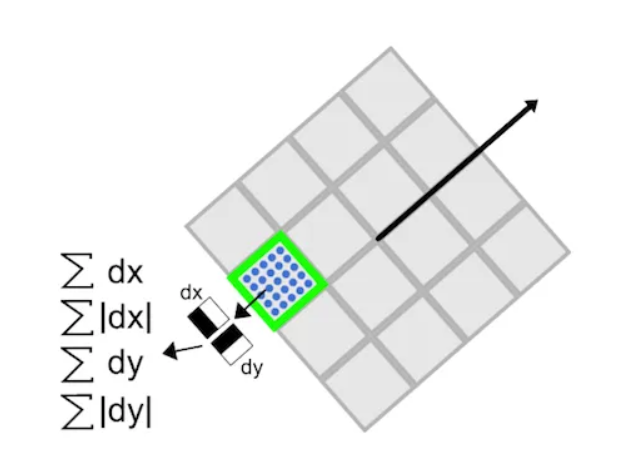 dx
∑ dx
∑ |dx|
∑ dy
dy
∑ |dy|